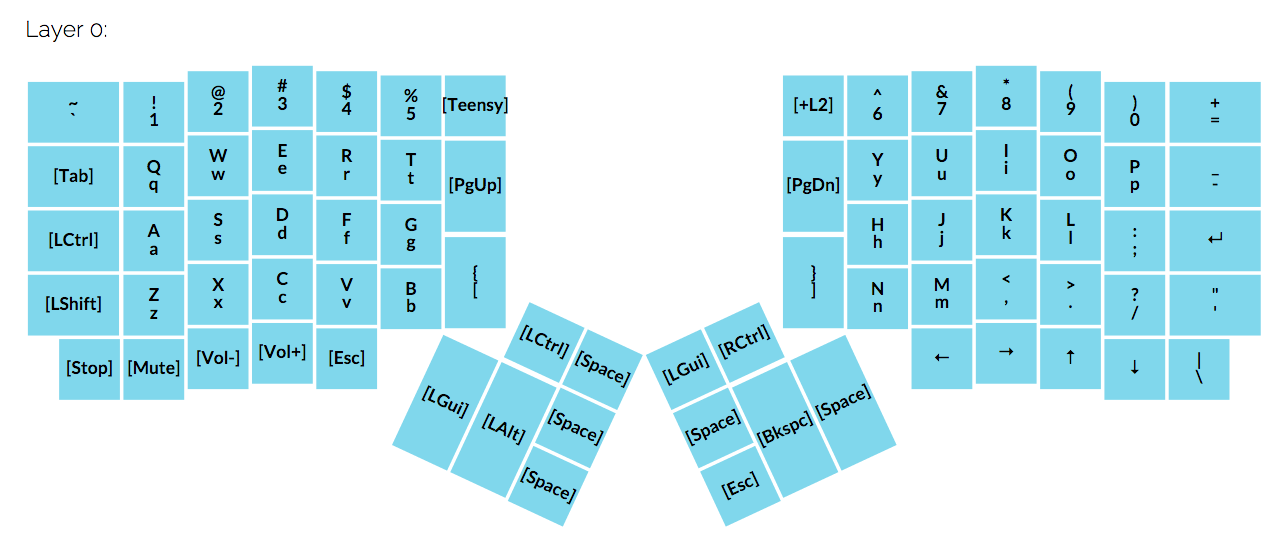 Layer 0:
~ ! @ # $ % [Teensy] [+L2] ^ & * ( ) +
` 1 2 3 4 5 6 7 8 9 0 =
[Tab] Q W E R T [PgUp] [PgDn] Y U I O P _
q w e r t y u i o p -
[LCtrl] A S D F G H J K L : ↵
a s d f g h j k l ;
[LShift] Z X C V B { } N M < > ? "
z x c v b [ ] n m , . / '
[Stop] [Mute] [Vol-] [Vol+] [Esc] ← → ↑ ↓ |
\
[LCtrl] [Space] [LGui] [RCtrl]
[LGui] [LAlt] [Space] [Space] [Bkspc] [Space]
[Space] [Esc]